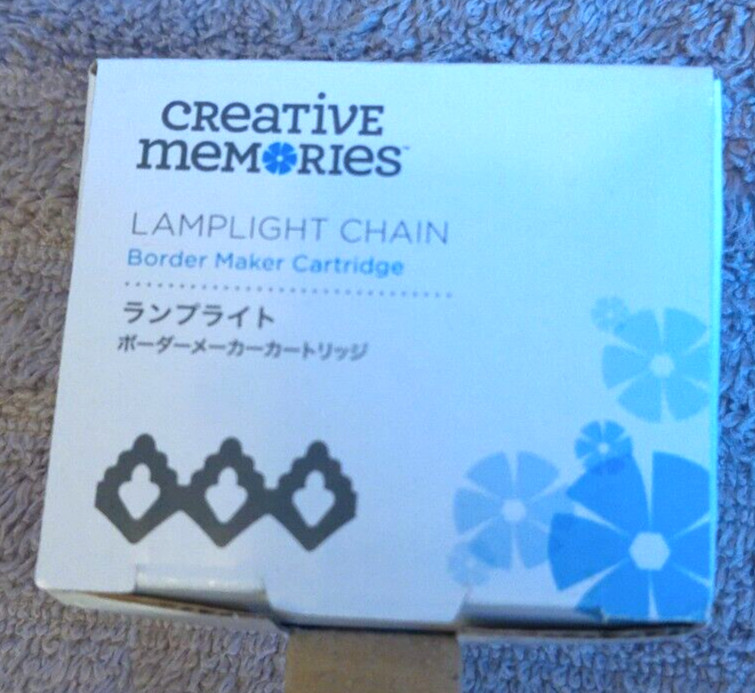 CREATIVE
MEMORIES™
LAMPLIGHT CHAIN
Border Maker Cartridge
ランプライト
ボーダーメーカーカートリッジ